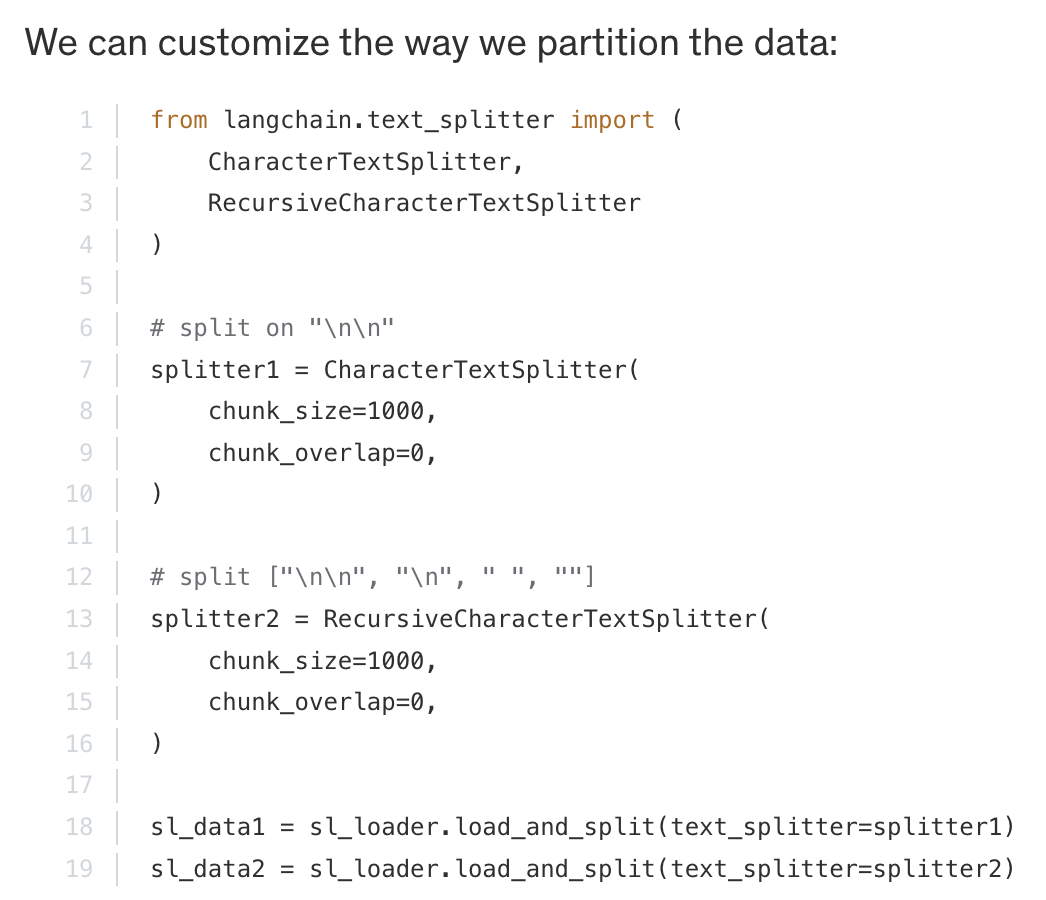 We can customize the way we partition the data:
1 from langchain.text_splitter import (
2     CharacterTextSplitter,
3     RecursiveCharacterTextSplitter
4 )
5
6 # split on "\n\n"
7 splitter1 = CharacterTextSplitter(
8     chunk_size=1000,
9     chunk_overlap=0,
10 )
11
12 # split ["\n\n", "\n", " ", ""]
13 splitter2 = RecursiveCharacterTextSplitter(
14     chunk_size=1000,
15     chunk_overlap=0,
16 )
17
18 sl_data1 = sl_loader.load_and_split(text_splitter=splitter1)
19 sl_data2 = sl_loader.load_and_split(text_splitter=splitter2)